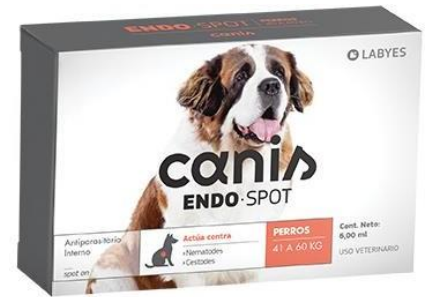 ENDO·SPOT
canis
LABYES
canis
ENDO·SPOT
Antiparasitario
Interno
spot on
Actúa contra
•Nematodes
•Cestodes
PERROS
41 A 60 KG
Cont. Neto:
6,00 ml
USO VETERINARIO